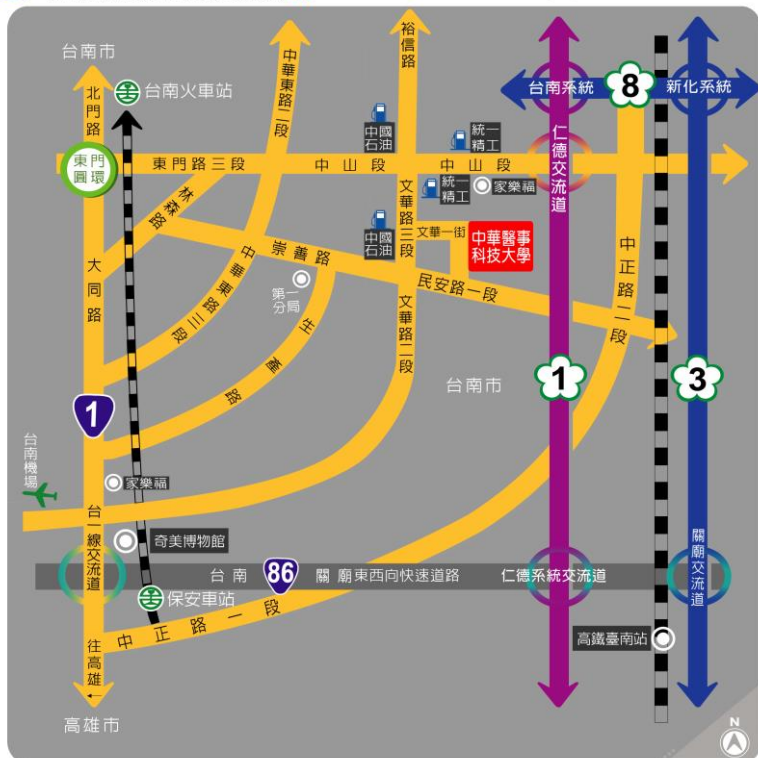 台南市
北門路
台南火車站
中華東路二段
裕信路
台南系統
8
新化系統
中國
石油
統一
精工
東門
圓環
東門路三段
中山段
中山段
仁德交流道
統一
精工
家樂福
林森路
文華路三段
中國
石油
文華一街
中華醫事
科技大學
大同路
中華東路三段
崇善路
第一
分局
民安路一段
中正路二段
生產路
文華路二段
台南市
1
1
3
台南機場
家樂福
台一線交流道
奇美博物館
台南
86
關廟東西向快速道路
仁德系統交流道
關廟交流道
保安車站
中正路一段
高鐵臺南站
往高雄
←
高雄市
N